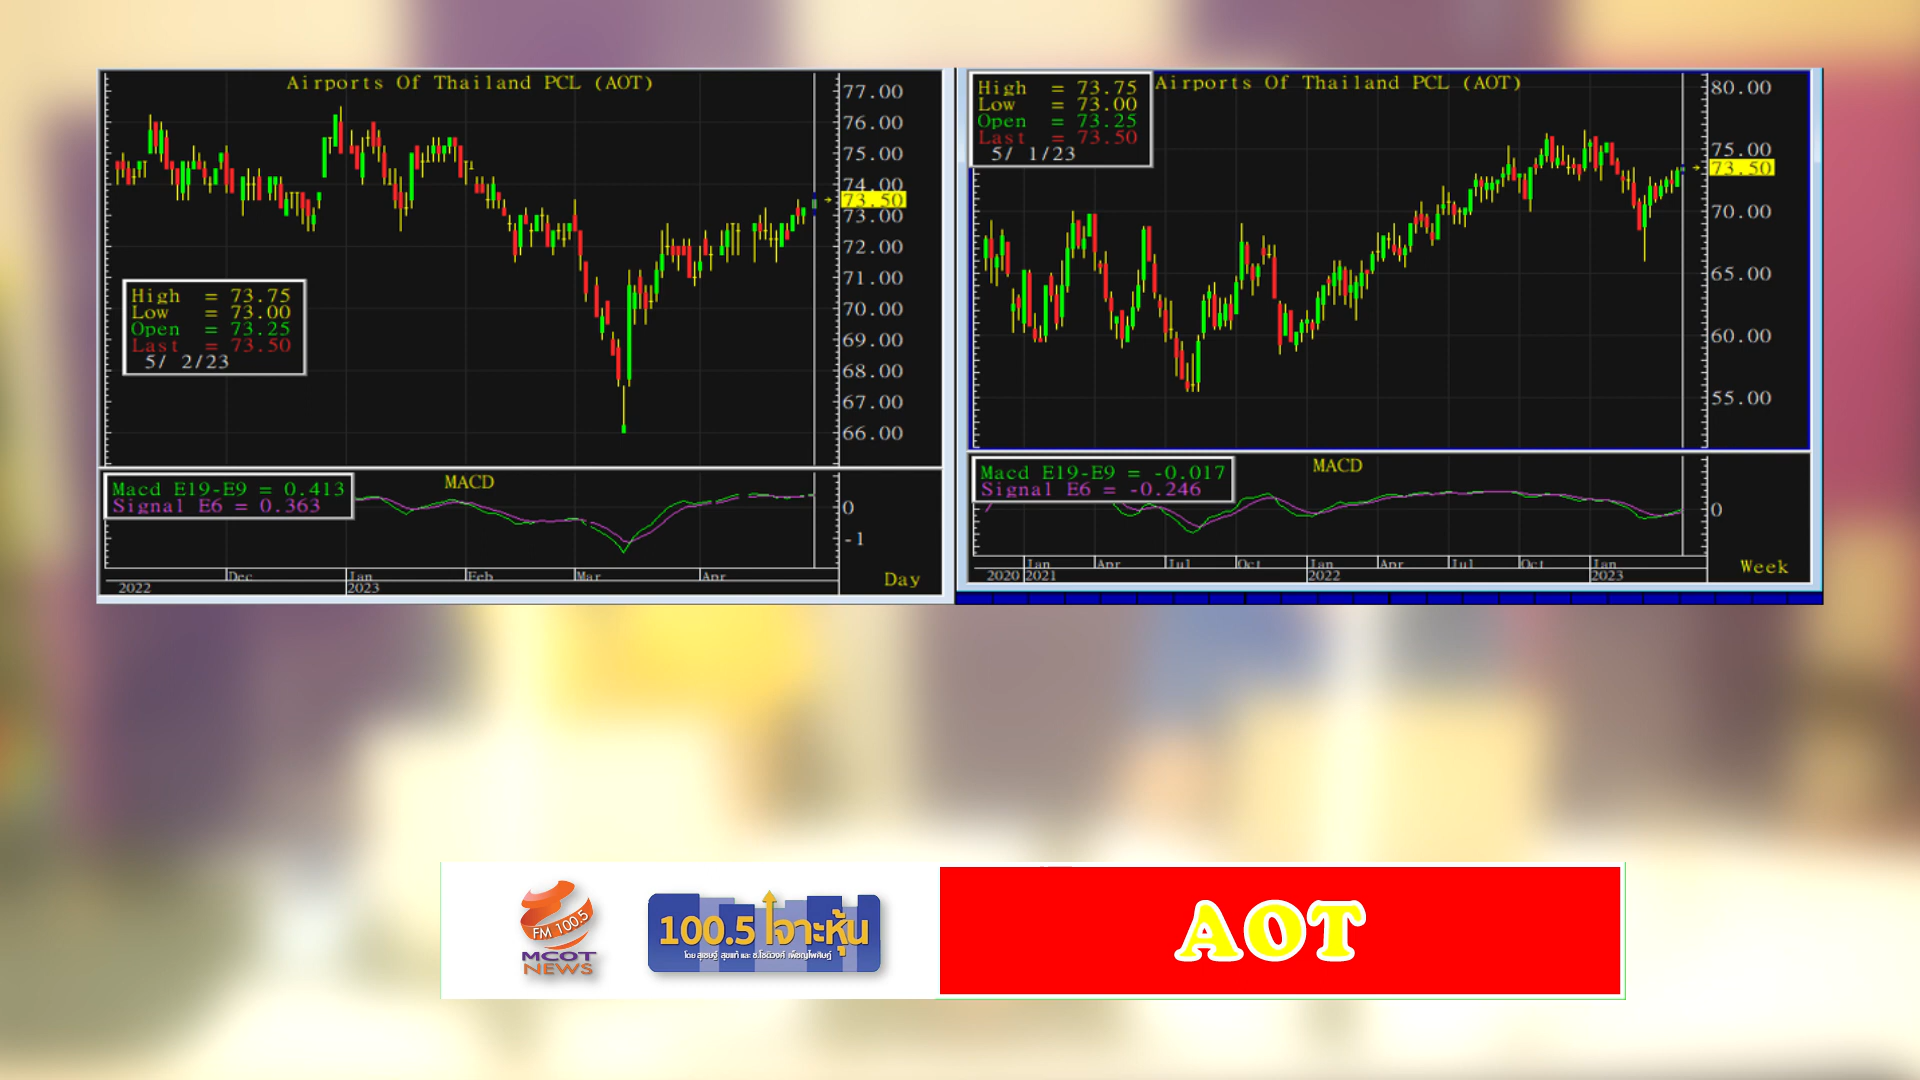 Airports Of Thailand PCL (AOT)
77.00
76.00
75.00
74.00
73.50
73.00
72.00
71.00
70.00
69.00
68.00
67.00
66.00
High = 73.75
Low = 73.00
Open = 73.25
Last = 73.50
5/ 2/23
MACD
Macd E19-E9 = 0.413
Signal E6 = 0.363
0
-1
Dec
Jan
Feb
Mar
Apr
2022
2023
Day
Airports Of Thailand PCL (AOT)
High = 73.75
Low = 73.00
Open = 73.25
Last = 73.50
5/ 1/23
80.00
75.00
73.50
70.00
65.00
60.00
55.00
MACD
Macd E19-E9 = -0.017
Signal E6 = -0.246
0
Jan
Apr
Jul
Oct
Jan
Apr
Jul
Oct
Jan
2020
2021
2022
2023
Week
FM 100.5
MCOT
NEWS
100.5 เจาะหุ้น
AOT